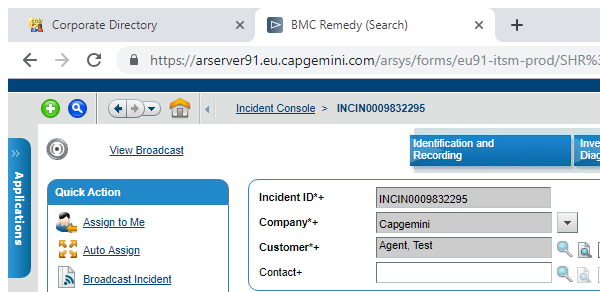 Corporate Directory
BMC Remedy (Search)
https://arserver91.eu.capgemini.com/arsys/forms/eu91-itsm-prod/SHR%
Incident Console > INCIN0009832295
View Broadcast
Identification and
Recording
Inve
Diag
Applications
Quick Action
Assign to Me
Auto Assign
Broadcast Incident
Incident ID*+
INCIN0009832295
Company*+
Capgemini
Customer*+
Agent, Test
Contact+